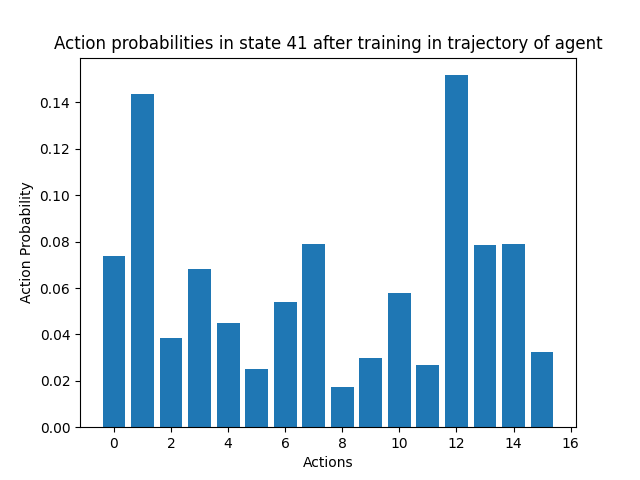 Action probabilities in state 41 after training in trajectory of agent
0.14
0.12
0.10
0.08
0.06
0.04
0.02
0.00
Action Probability
0 2 4 6 8 10 12 14 16
Actions